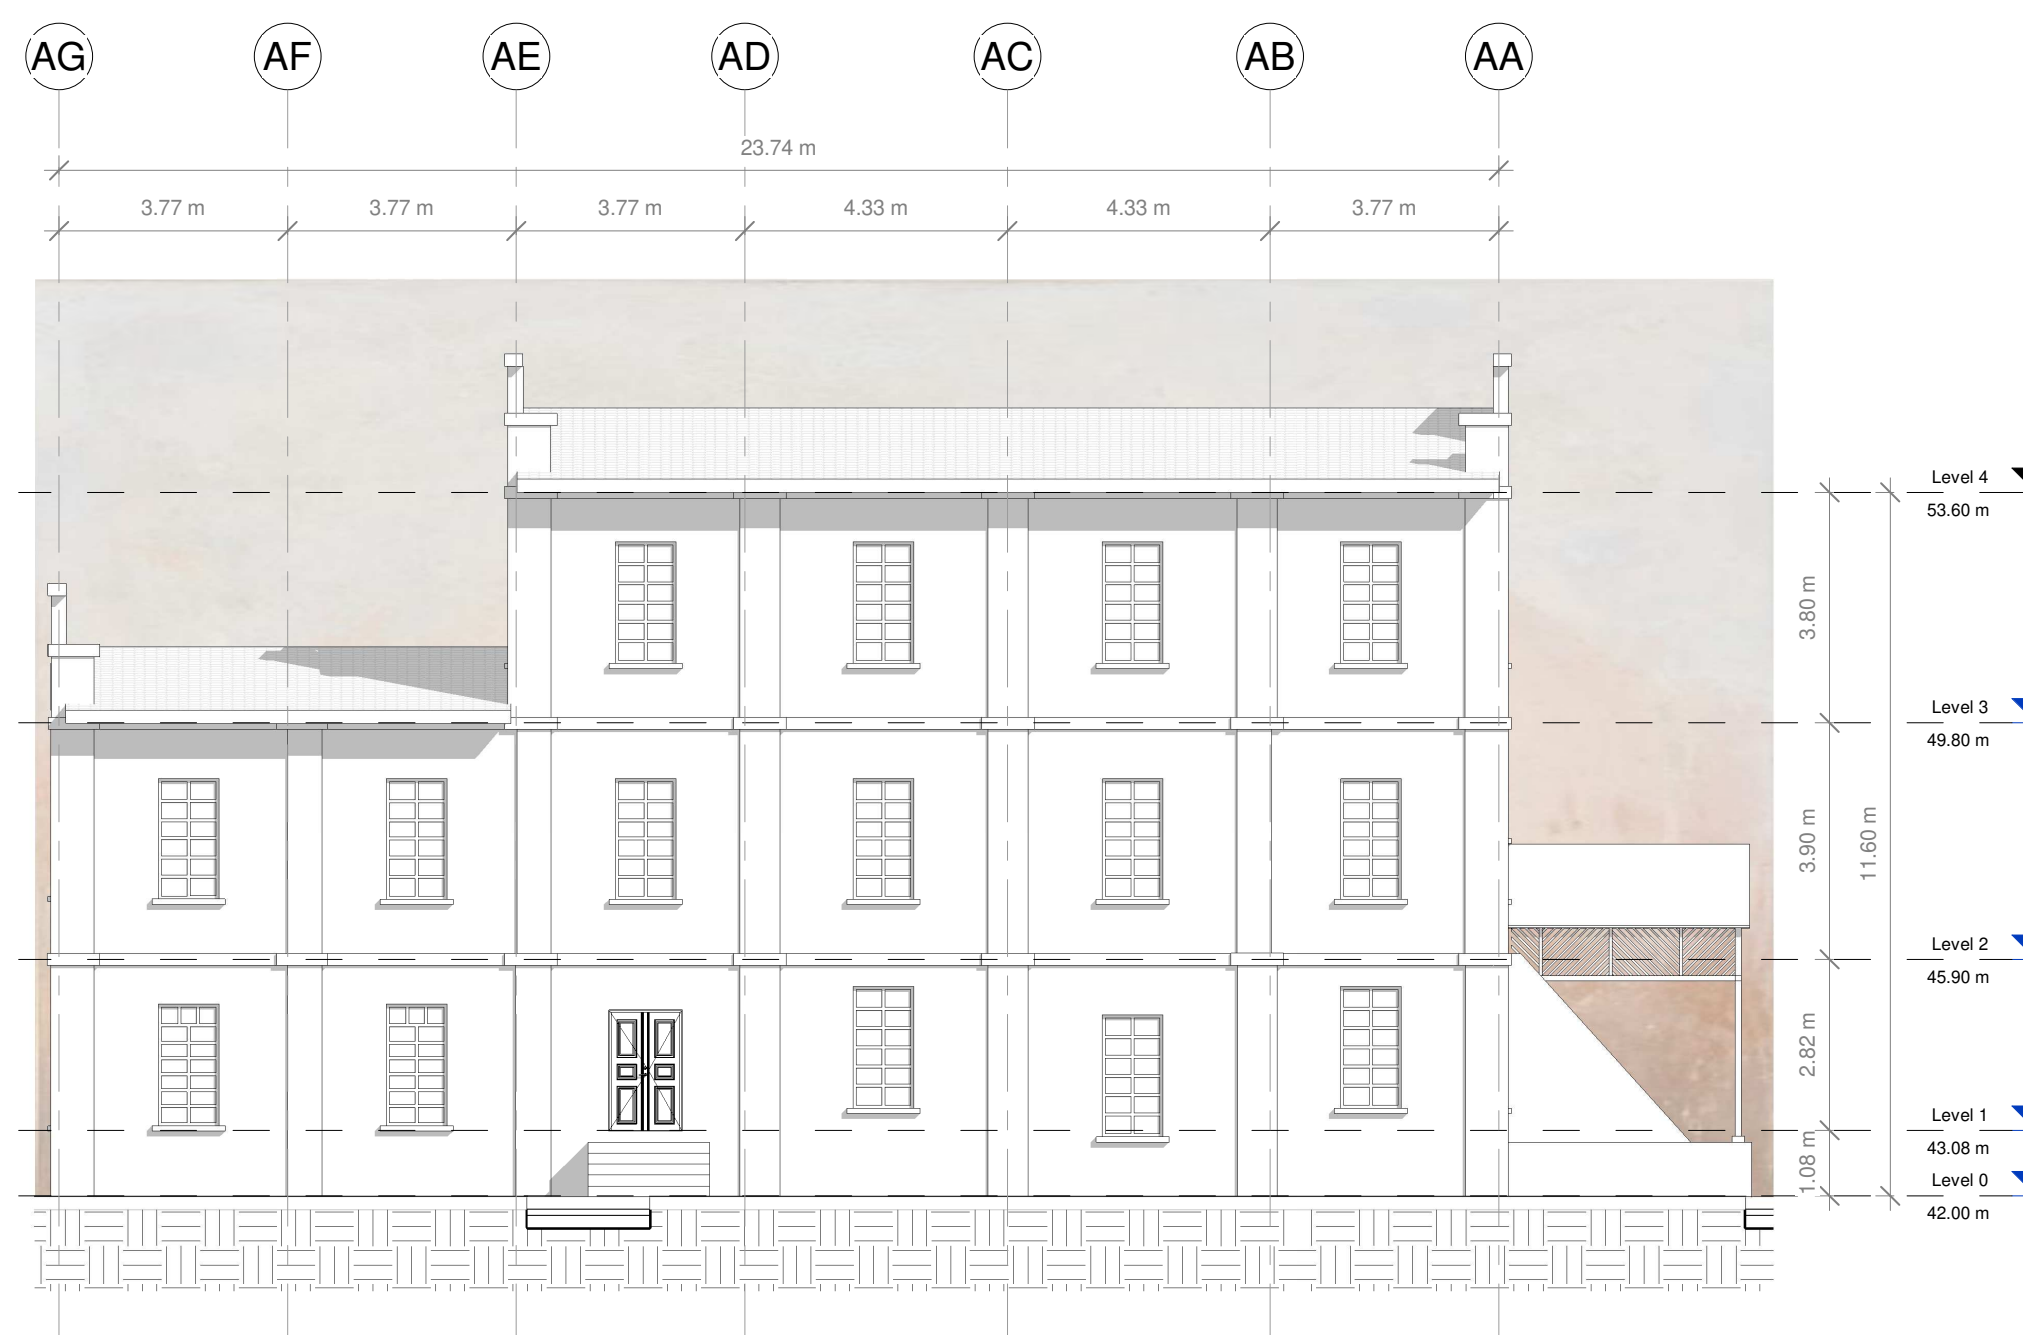 AG AF AE AD AC AB AA
23.74 m
3.77 m 3.77 m 3.77 m 4.33 m 4.33 m 3.77 m
Level 4
53.60 m
3.80 m
Level 3
49.80 m
3.90 m
11.60 m
Level 2
45.90 m
2.82 m
Level 1
43.08 m
1.08 m
Level 0
42.00 m